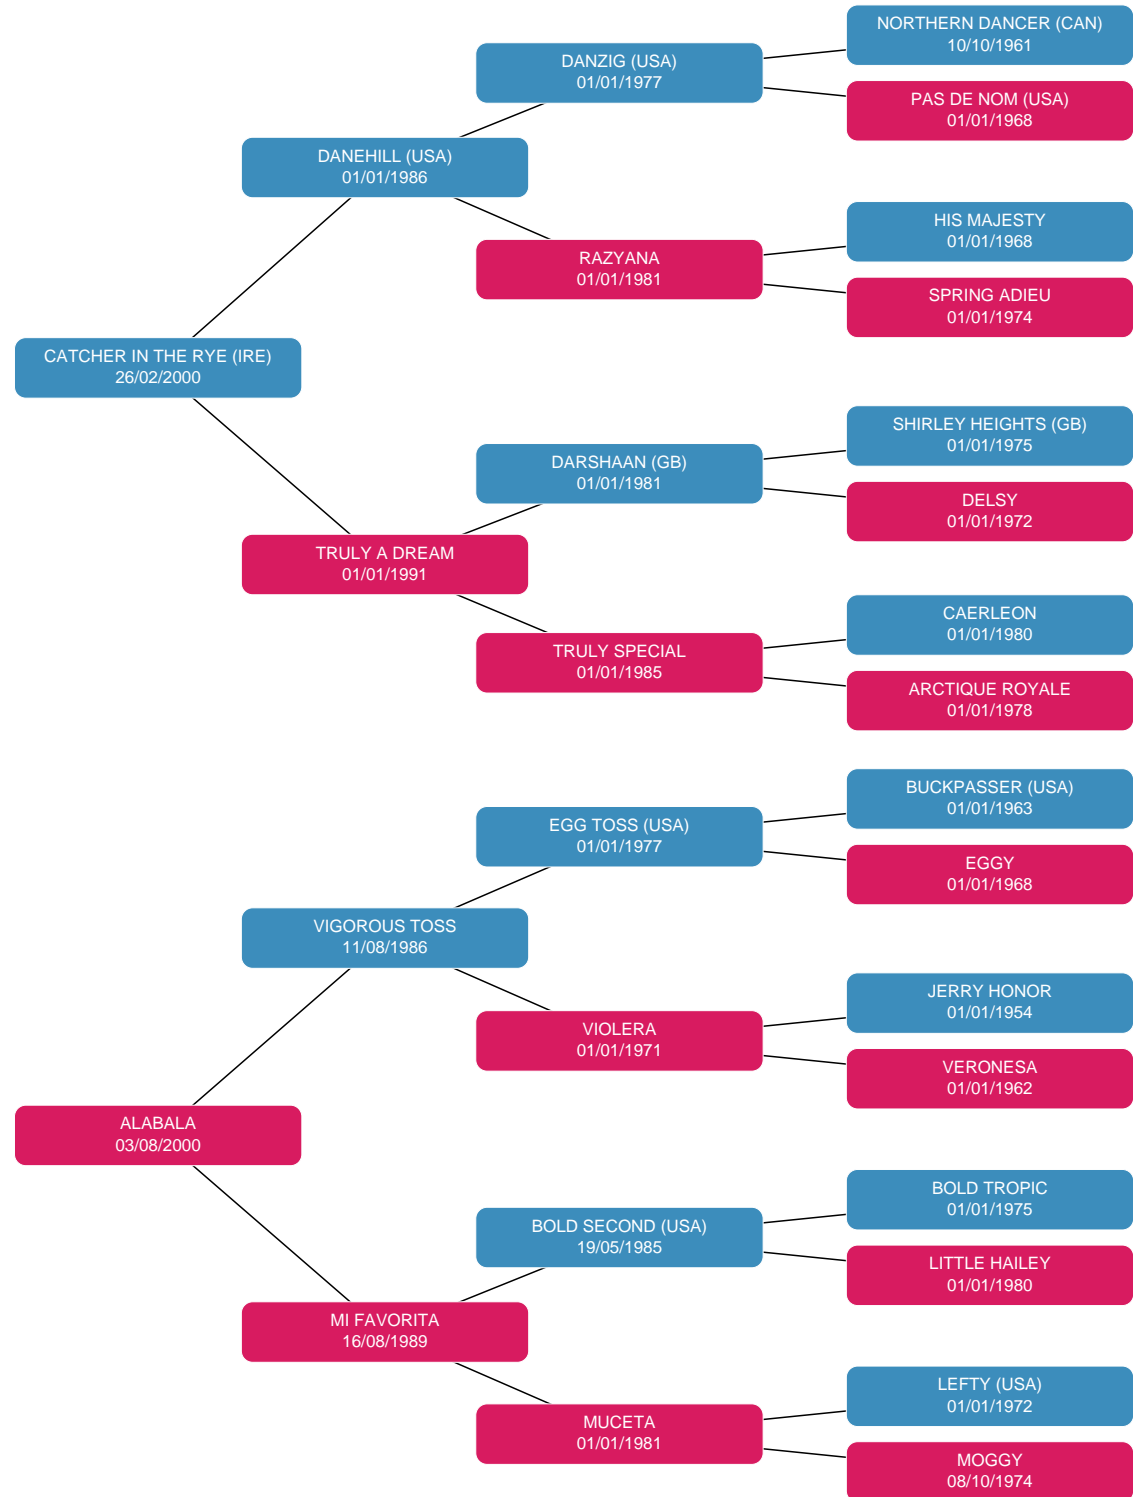 NORTHERN DANCER (CAN)
10/10/1961
DANZIG (USA)
01/01/1977
PAS DE NOM (USA)
01/01/1968
DANEHILL (USA)
01/01/1986
HIS MAJESTY
01/01/1968
RAZYANA
01/01/1981
SPRING ADIEU
01/01/1974
CATCHER IN THE RYE (IRE)
26/02/2000
SHIRLEY HEIGHTS (GB)
01/01/1975
DARSHAAN (GB)
01/01/1981
DELSY
01/01/1972
TRULY A DREAM
01/01/1991
CAERLEON
01/01/1980
TRULY SPECIAL
01/01/1985
ARCTIQUE ROYALE
01/01/1978
BUCKPASSER (USA)
01/01/1963
EGG TOSS (USA)
01/01/1977
EGGY
01/01/1968
VIGOROUS TOSS
11/08/1986
JERRY HONOR
01/01/1954
VIOLERA
01/01/1971
VERONESA
01/01/1962
ALABALA
03/08/2000
BOLD TROPIC
01/01/1975
BOLD SECOND (USA)
19/05/1985
LITTLE HAILEY
01/01/1980
MI FAVORITA
16/08/1989
LEFTY (USA)
01/01/1972
MUCETA
01/01/1981
MOGGY
08/10/1974